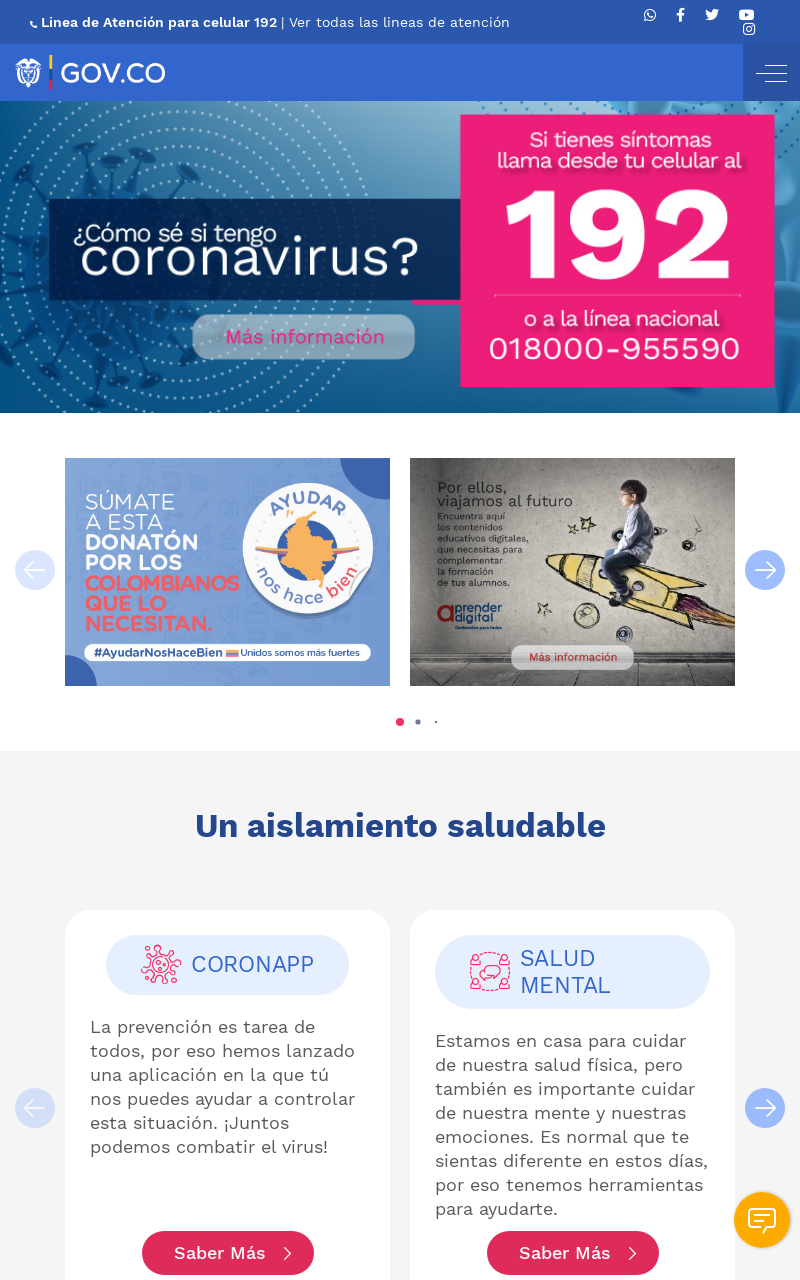 Linea de Atención para celular 192 | Ver todas las lineas de atención
GOV.CO
Si tienes síntomas
llama desde tu celular al
192
¿Cómo sé si tengo
coronavirus?
o a la línea nacional
018000-955590
Más información
SÚMATE
A ESTA
DONATÓN
POR LOS
COLOMBIANOS
QUE LO
NECESITAN.
AYUDAR
nos hace bien
#AyudarNosHaceBien Unidos somos más fuertes
Por ellos,
viajamos al futuro
Encuentra aquí
los contenidos
educativos digitales,
que necesitas para
complementar
la formación
de tus alumnos.
aprender
digital
Contenidos para todos
Más información
Un aislamiento saludable
CORONAPP
La prevención es tarea de
todos, por eso hemos lanzado
una aplicación en la que tú
nos puedes ayudar a controlar
esta situación. ¡Juntos
podemos combatir el virus!
Saber Más
SALUD
MENTAL
Estamos en casa para cuidar
de nuestra salud física, pero
también es importante cuidar
de nuestra mente y nuestras
emociones. Es normal que te
sientas diferente en estos días,
por eso tenemos herramientas
para ayudarte.
Saber Más